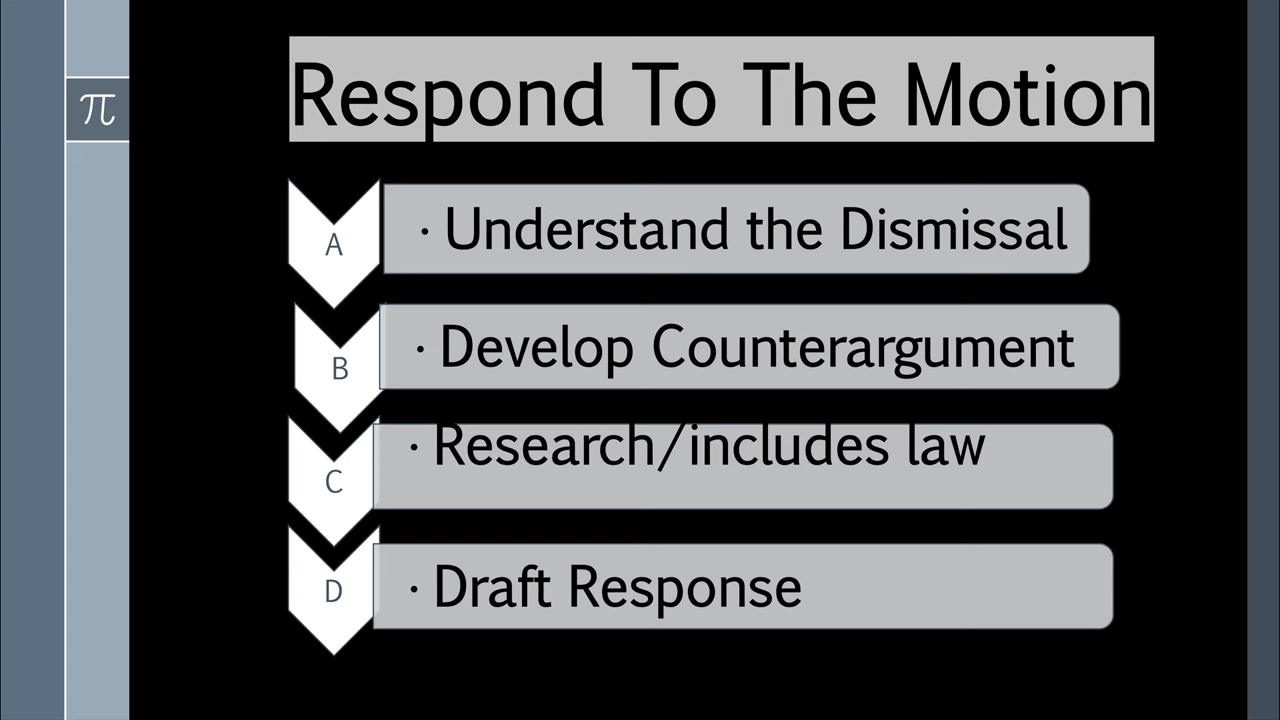 π
Respond To The Motion
A
· Understand the Dismissal
B
· Develop Counterargument
C
· Research/includes law
D
· Draft Response